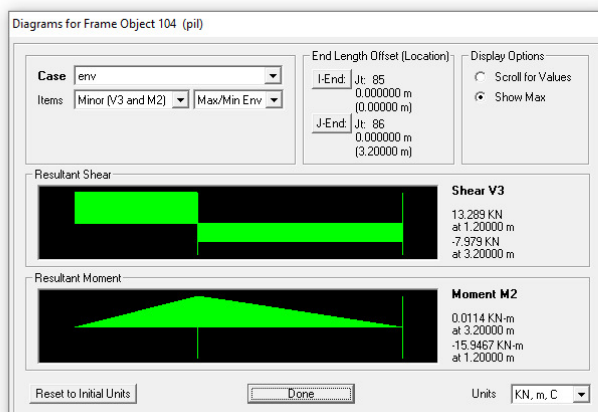 Diagrams for Frame Object 104 (pil)
Case env
Items Minor (V3 and M2) Max/Min Env
End Length Offset (Location)
I-End: Jt: 85
0.000000 m
(0.00000 m)
J-End: Jt: 86
0.000000 m
(3.20000 m)
Display Options
Scroll for Values
Show Max
Resultant Shear
Shear V3
13.289 KN
at 1.20000 m
-7.979 KN
at 3.20000 m
Resultant Moment
Moment M2
0.0114 KN-m
at 3.20000 m
-15.9467 KN-m
at 1.20000 m
Reset to Initial Units
Done
Units KN, m, C